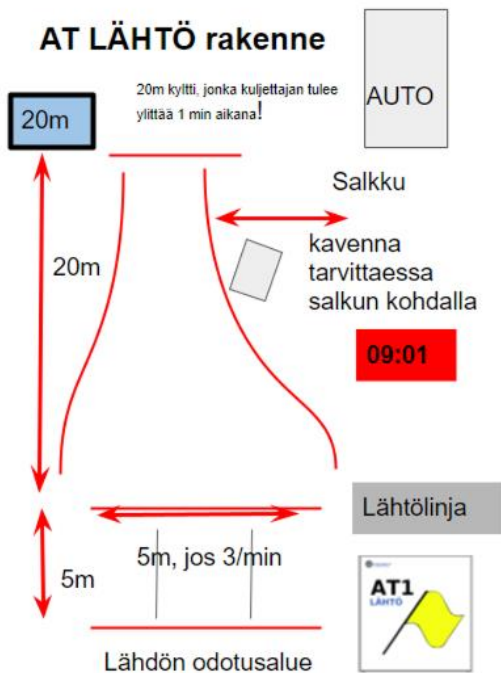 AT LÄHTÖ rakenne
20m kyltti, jonka kuljettajan tulee
ylittää 1 min aikana!
20m
AUTO
Salkku
20m
kavenna
tarvittaessa
salkun kohdalla
09:01
Lähtölinja
5m, jos 3/min
5m
AT1
LÄHTÖ
Lähdön odotusalue